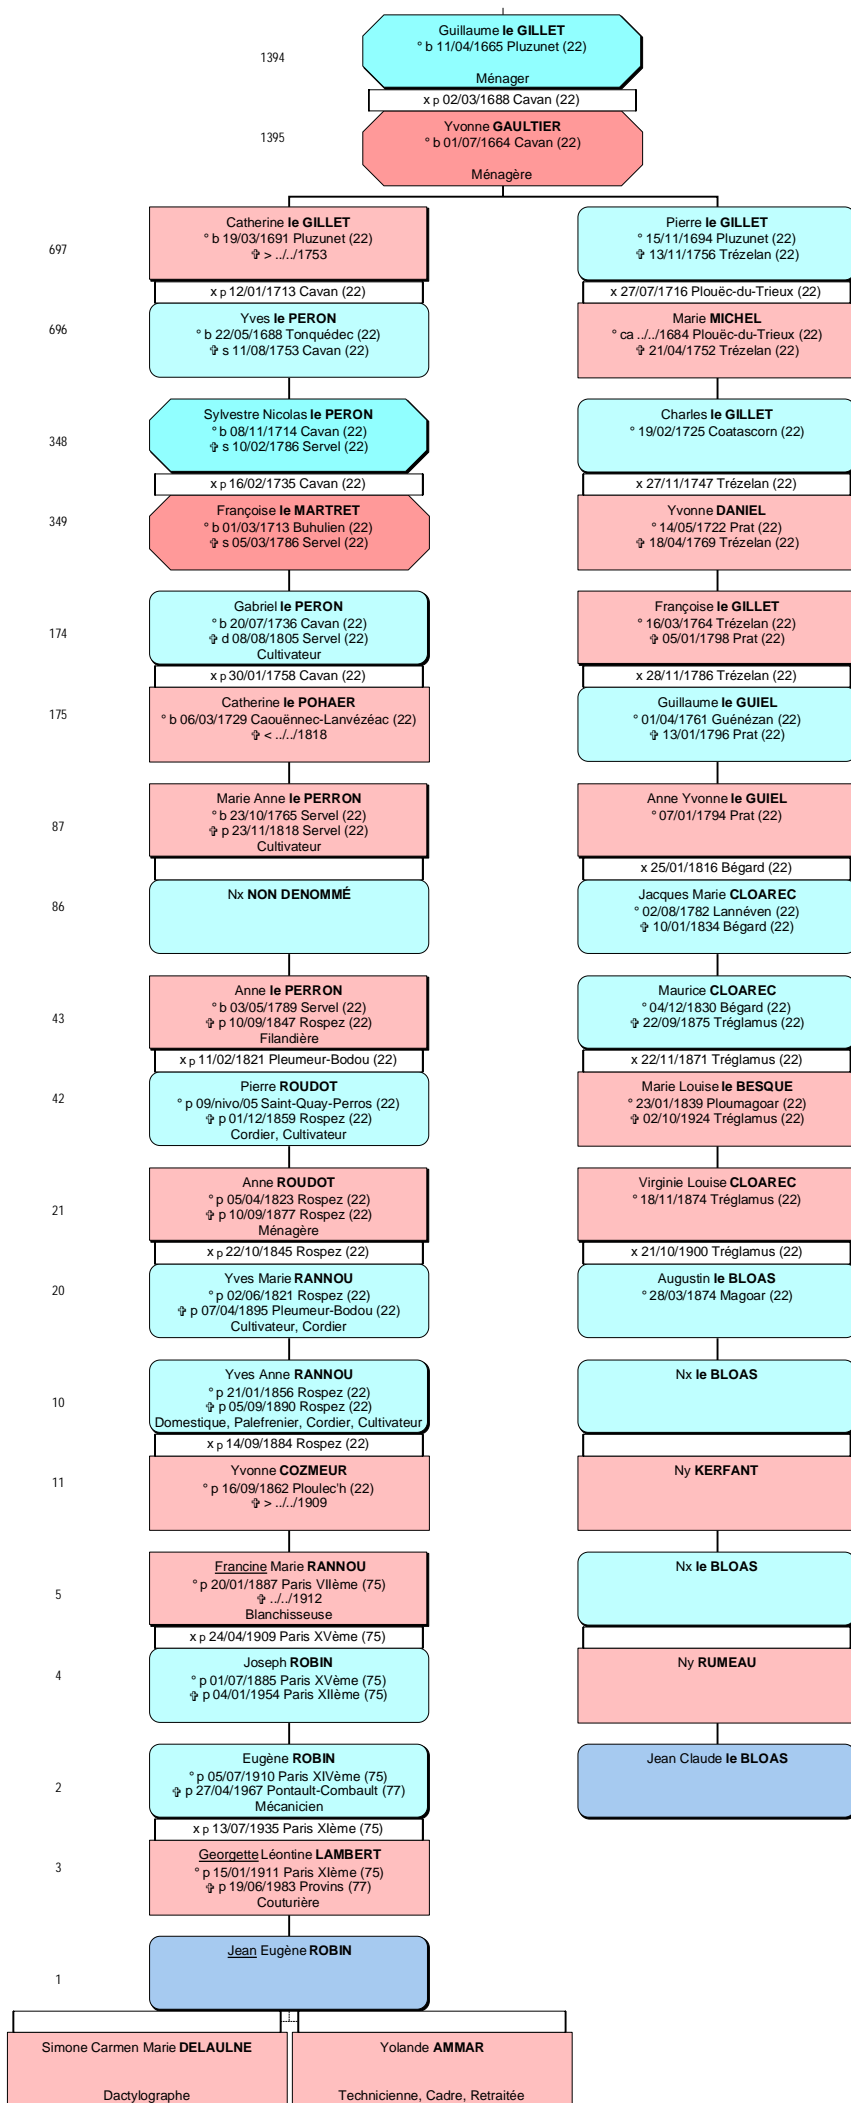 1394
Guillaume le GILLET
° b 11/04/1665 Pluzunet (22)
Ménager
x p 02/03/1688 Cavan (22)
1395
Yvonne GAULTIER
° b 01/07/1664 Cavan (22)
Ménagère
697
Catherine le GILLET
° b 19/03/1691 Pluzunet (22)
✞ > ../../1753
x p 12/01/1713 Cavan (22)
696
Yves le PERON
° b 22/05/1688 Tonquédec (22)
✞ s 11/08/1753 Cavan (22)
348
Sylvestre Nicolas le PERON
° b 08/11/1714 Cavan (22)
✞ s 10/02/1786 Servel (22)
x p 16/02/1735 Cavan (22)
349
Françoise le MARTRET
° b 01/03/1713 Buhulien (22)
✞ s 05/03/1786 Servel (22)
174
Gabriel le PERON
° b 20/07/1736 Cavan (22)
✞ d 08/08/1805 Servel (22)
Cultivateur
x p 30/01/1758 Cavan (22)
175
Catherine le POHAER
° b 06/03/1729 Caouënnec-Lanvézéac (22)
✞ < ../../1818
87
Marie Anne le PERRON
° b 23/10/1765 Servel (22)
✞ p 23/11/1818 Servel (22)
Cultivateur
86
Nx NON DENOMMÉ
43
Anne le PERRON
° b 03/05/1789 Servel (22)
✞ p 10/09/1847 Rospez (22)
Filandière
x p 11/02/1821 Pleumeur-Bodou (22)
42
Pierre ROUDOT
° p 09/nivo/05 Saint-Quay-Perros (22)
✞ p 01/12/1859 Rospez (22)
Cordier, Cultivateur
21
Anne ROUDOT
° p 05/04/1823 Rospez (22)
✞ p 10/09/1877 Rospez (22)
Ménagère
x p 22/10/1845 Rospez (22)
20
Yves Marie RANNOU
° p 02/06/1821 Rospez (22)
✞ p 07/04/1895 Pleumeur-Bodou (22)
Cultivateur, Cordier
10
Yves Anne RANNOU
° p 21/01/1856 Rospez (22)
✞ p 05/09/1890 Rospez (22)
Domestique, Palefrenier, Cordier, Cultivateur
x p 14/09/1884 Rospez (22)
11
Yvonne COZMEUR
° p 16/09/1862 Ploulec'h (22)
✞ > ../../1909
5
Francine Marie RANNOU
° p 20/01/1887 Paris VIIème (75)
✞ ../../1912
Blanchisseuse
x p 24/04/1909 Paris XVème (75)
4
Joseph ROBIN
° p 01/07/1885 Paris XVème (75)
✞ p 04/01/1954 Paris XIIème (75)
2
Eugène ROBIN
° p 05/07/1910 Paris XIVème (75)
✞ p 27/04/1967 Pontault-Combault (77)
Mécanicien
x p 13/07/1935 Paris XIème (75)
3
Georgette Léontine LAMBERT
° p 15/01/1911 Paris XIème (75)
✞ p 19/06/1983 Provins (77)
Couturière
1
Jean Eugène ROBIN
Simone Carmen Marie DELAULNE
Dactylographe
Yolande AMMAR
Technicienne, Cadre, Retraitée
Pierre le GILLET
° 15/11/1694 Pluzunet (22)
✞ 13/11/1756 Trézelan (22)
x 27/07/1716 Plouëc-du-Trieux (22)
Marie MICHEL
° ca ../../1684 Plouëc-du-Trieux (22)
✞ 21/04/1752 Trézelan (22)
Charles le GILLET
° 19/02/1725 Coatascorn (22)
x 27/11/1747 Trézelan (22)
Yvonne DANIEL
° 14/05/1722 Prat (22)
✞ 18/04/1769 Trézelan (22)
Françoise le GILLET
° 16/03/1764 Trézelan (22)
✞ 05/01/1798 Prat (22)
x 28/11/1786 Trézelan (22)
Guillaume le GUIEL
° 01/04/1761 Guénézan (22)
✞ 13/01/1796 Prat (22)
Anne Yvonne le GUIEL
° 07/01/1794 Prat (22)
x 25/01/1816 Bégard (22)
Jacques Marie CLOAREC
° 02/08/1782 Lannéven (22)
✞ 10/01/1834 Bégard (22)
Maurice CLOAREC
° 04/12/1830 Bégard (22)
✞ 22/09/1875 Tréglamus (22)
x 22/11/1871 Tréglamus (22)
Marie Louise le BESQUE
° 23/01/1839 Ploumagoar (22)
✞ 02/10/1924 Tréglamus (22)
Virginie Louise CLOAREC
° 18/11/1874 Tréglamus (22)
x 21/10/1900 Tréglamus (22)
Augustin le BLOAS
° 28/03/1874 Magoar (22)
Nx le BLOAS
Ny KERFANT
Nx le BLOAS
Ny RUMEAU
Jean Claude le BLOAS